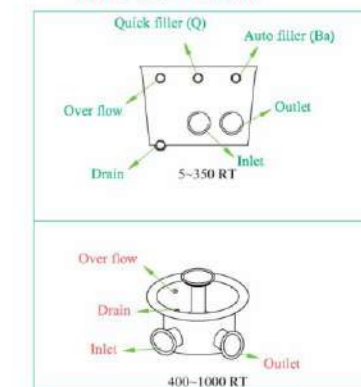 Quick filler (Q)
Auto filler (Ba)
Over flow
Outlet
Inlet
Drain
5~350 RT
Over flow
Drain
Inlet
Outlet
400~1000 RT